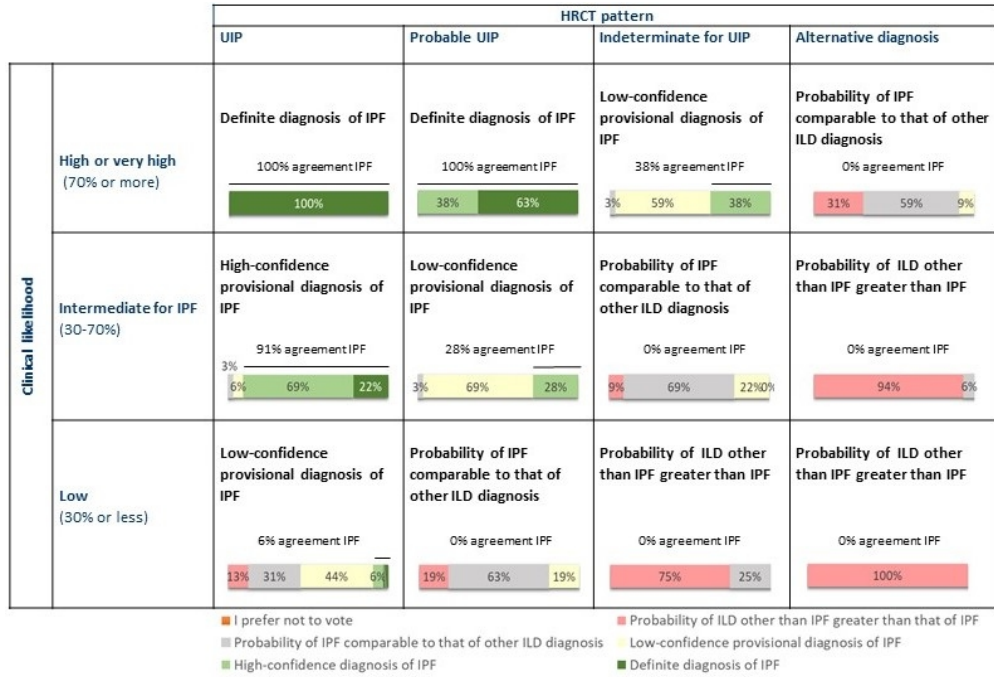 HRCT pattern
UIP
Probable UIP
Indeterminate for UIP
Alternative diagnosis
Clinical likelihood
High or very high
(70% or more)
Definite diagnosis of IPF
100% agreement IPF
100%
Definite diagnosis of IPF
100% agreement IPF
38%
63%
Low-confidence
provisional diagnosis of
IPF
38% agreement IPF
3%
59%
38%
Probability of IPF
comparable to that of other
ILD diagnosis
0% agreement IPF
31%
59%
9%
Intermediate for IPF
(30-70%)
High-confidence
provisional diagnosis of
IPF
91% agreement IPF
3%
6%
69%
22%
Low-confidence
provisional diagnosis of
IPF
28% agreement IPF
3%
69%
28%
Probability of IPF
comparable to that of
other ILD diagnosis
0% agreement IPF
9%
69%
22%
0%
Probability of ILD other
than IPF greater than IPF
0% agreement IPF
94%
6%
Low
(30% or less)
Low-confidence
provisional diagnosis of
IPF
6% agreement IPF
13%
31%
44%
6%
Probability of IPF
comparable to that of
other ILD diagnosis
0% agreement IPF
19%
63%
19%
Probability of ILD other
than IPF greater than IPF
0% agreement IPF
75%
25%
Probability of ILD other
than IPF greater than IPF
0% agreement IPF
100%
I prefer not to vote
Probability of ILD other than IPF greater than that of IPF
Probability of IPF comparable to that of other ILD diagnosis
Low-confidence provisional diagnosis of IPF
High-confidence diagnosis of IPF
Definite diagnosis of IPF